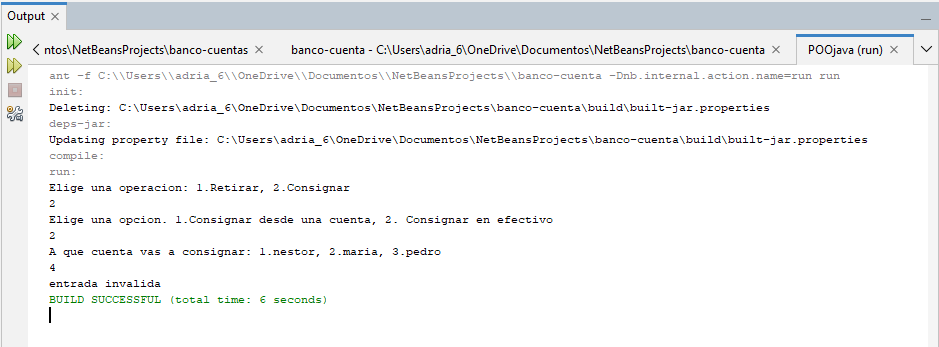 Output
ntos\NetBeansProjects\banco-cuentas
banco-cuenta - C:\Users\adria_6\OneDrive\Documentos\NetBeansProjects\banco-cuenta
POOjava (run)
ant -f C:\\Users\\adria_6\\OneDrive\\Documentos\\NetBeansProjects\\banco-cuenta -Dnb.internal.action.name=run run
init:
Deleting: C:\Users\adria_6\OneDrive\Documentos\NetBeansProjects\banco-cuenta\build\built-jar.properties
deps-jar:
Updating property file: C:\Users\adria_6\OneDrive\Documentos\NetBeansProjects\banco-cuenta\build\built-jar.properties
compile:
run:
Elige una operacion: 1.Retirar, 2.Consignar
2
Elige una opcion. 1.Consignar desde una cuenta, 2. Consignar en efectivo
2
A que cuenta vas a consignar: 1.nestor, 2.maria, 3.pedro
4
entrada invalida
BUILD SUCCESSFUL (total time: 6 seconds)